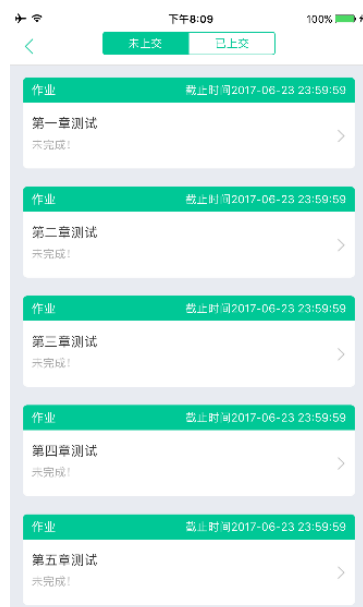 下午8:09
100%
未上交
已上交
作业 截止时间2017-06-23 23:59:59
第一章测试
未完成!
作业 截止时间2017-06-23 23:59:59
第二章测试
未完成!
作业 截止时间2017-06-23 23:59:59
第三章测试
未完成!
作业 截止时间2017-06-23 23:59:59
第四章测试
未完成!
作业 截止时间2017-06-23 23:59:59
第五章测试
未完成!